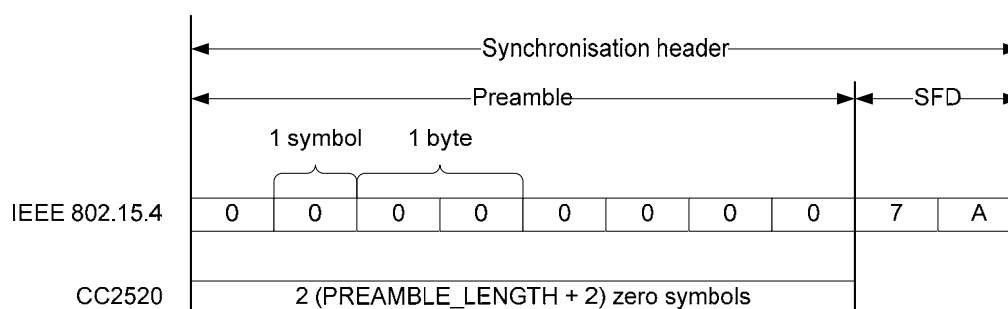 Synchronisation header
Preamble SFD
1 symbol 1 byte
IEEE 802.15.4 0 0 0 0 0 0 0 0 7 A
CC2520 2 (PREAMBLE_LENGTH + 2) zero symbols